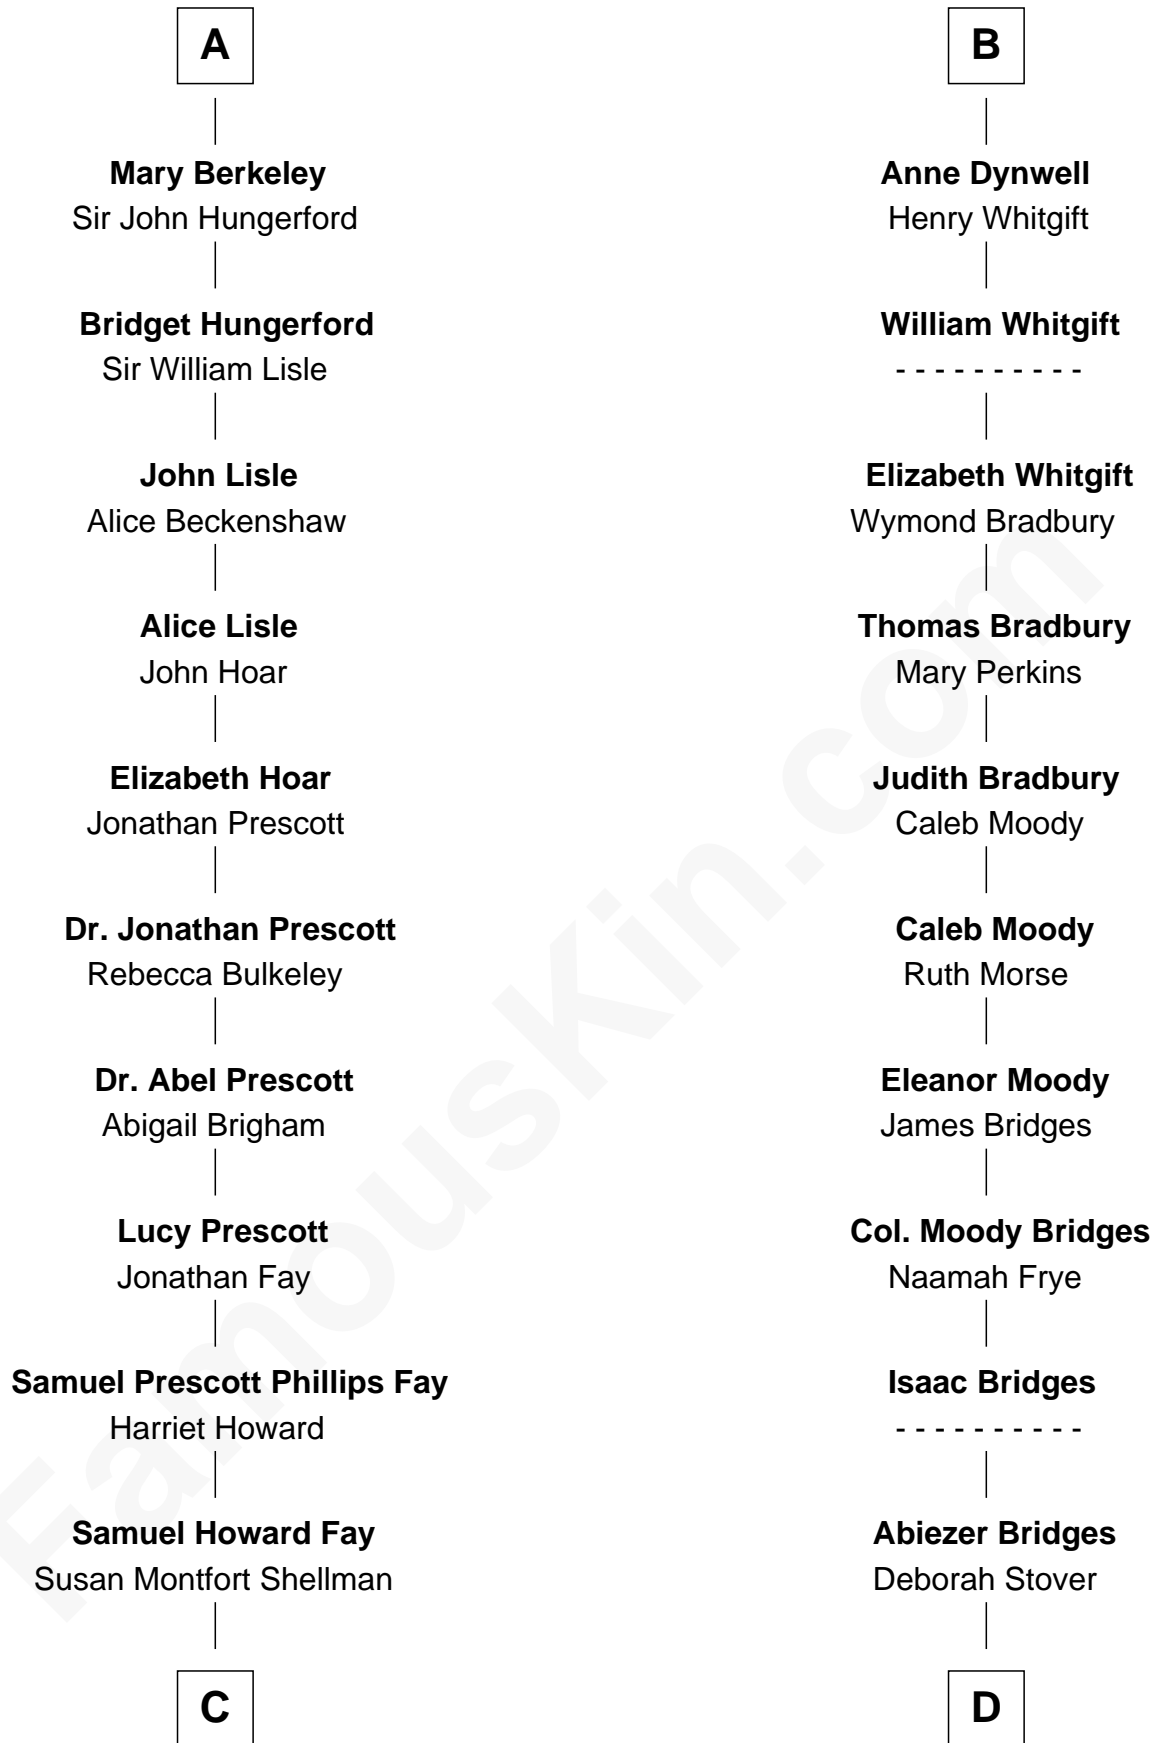 A
Mary Berkeley
Sir John Hungerford
Bridget Hungerford
Sir William Lisle
John Lisle
Alice Beckenshaw
Alice Lisle
John Hoar
Elizabeth Hoar
Jonathan Prescott
Dr. Jonathan Prescott
Rebecca Bulkeley
Dr. Abel Prescott
Abigail Brigham
Lucy Prescott
Jonathan Fay
Samuel Prescott Phillips Fay
Harriet Howard
Samuel Howard Fay
Susan Montfort Shellman
C
B
Anne Dynwell
Henry Whitgift
William Whitgift
- - - - - - - - - -
Elizabeth Whitgift
Wymond Bradbury
Thomas Bradbury
Mary Perkins
Judith Bradbury
Caleb Moody
Caleb Moody
Ruth Morse
Eleanor Moody
James Bridges
Col. Moody Bridges
Naamah Frye
Isaac Bridges
- - - - - - - - - -
Abiezer Bridges
Deborah Stover
D
FamousKin.com